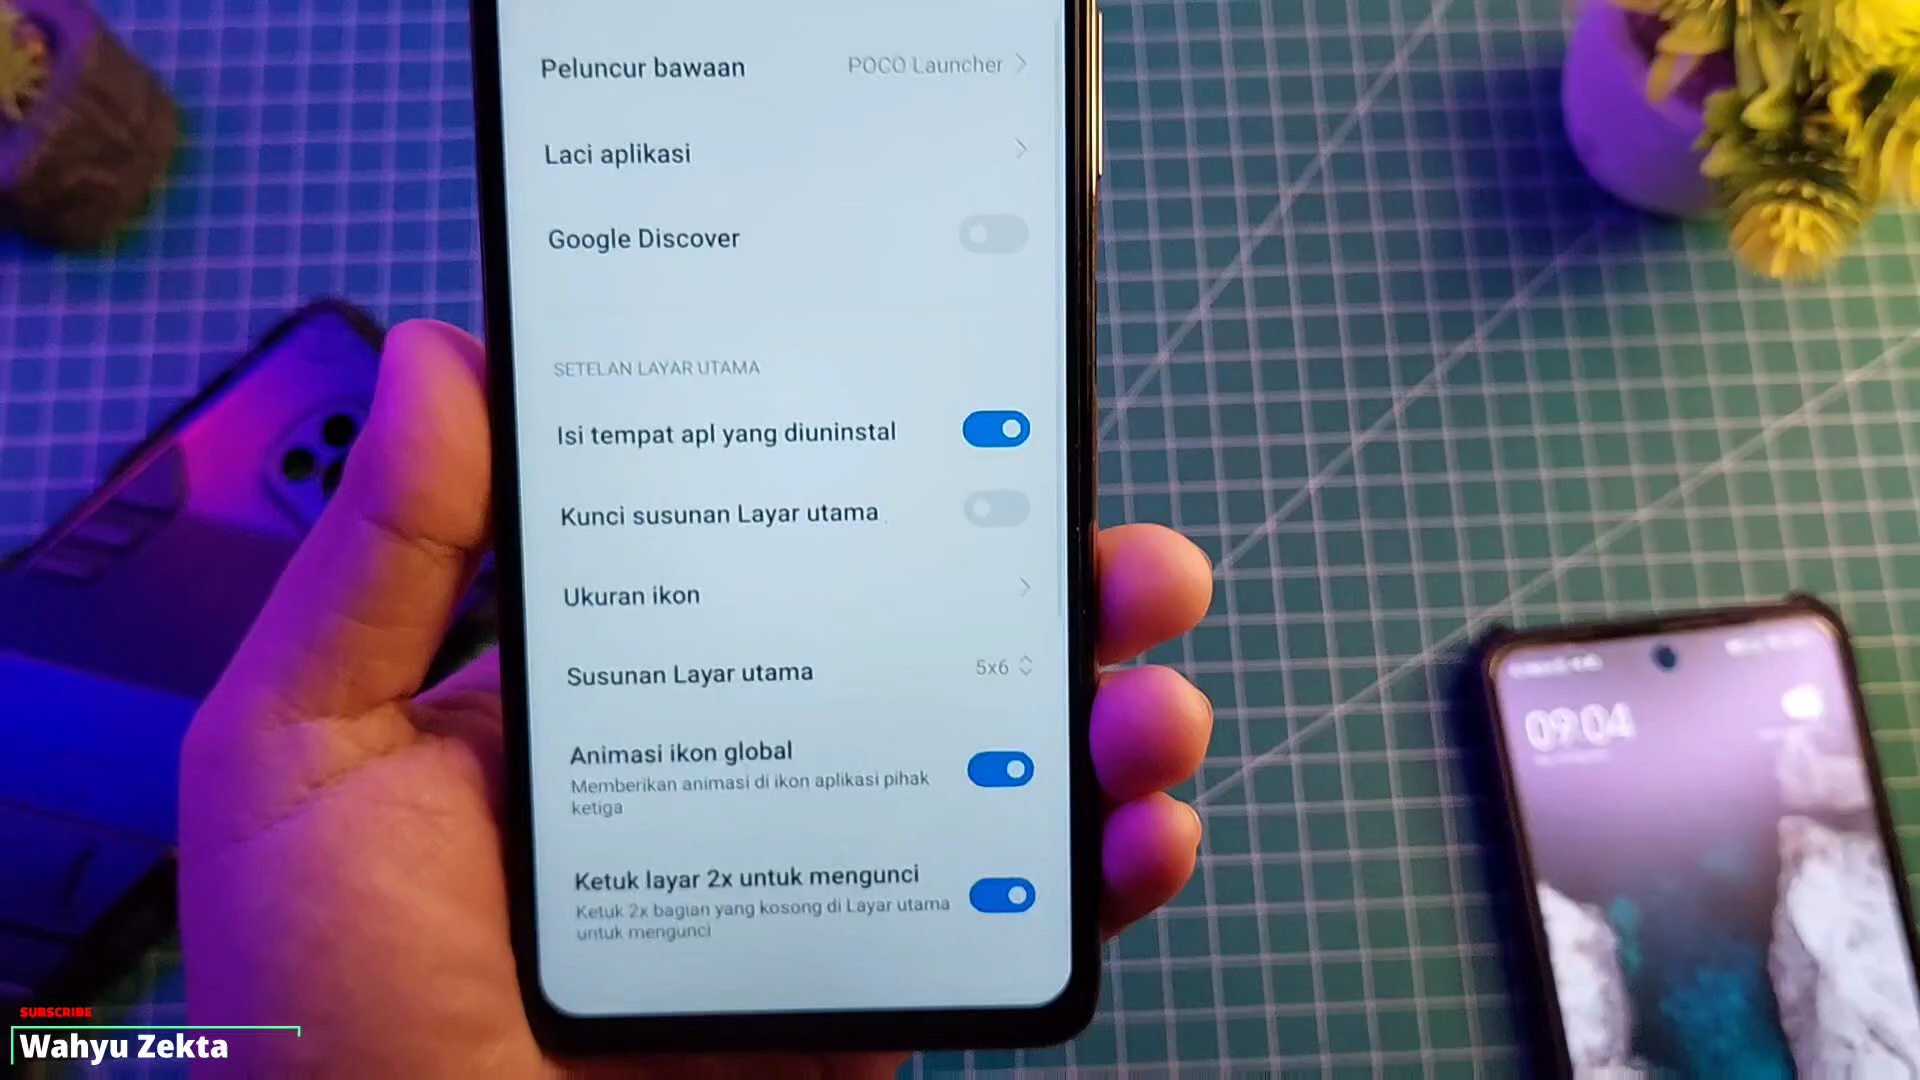 Peluncur bawaan POCO Launcher
Laci aplikasi
Google Discover
SETELAN LAYAR UTAMA
Isi tempat apl yang diuninstal
Kunci susunan Layar utama
Ukuran ikon
Susunan Layar utama 5x6
Animasi ikon global
Memberikan animasi di ikon aplikasi pihak
ketiga
Ketuk layar 2x untuk mengunci
Ketuk 2x bagian yang kosong di Layar utama
untuk mengunci
09:04
SUBSCRIBE
Wahyu Zekta